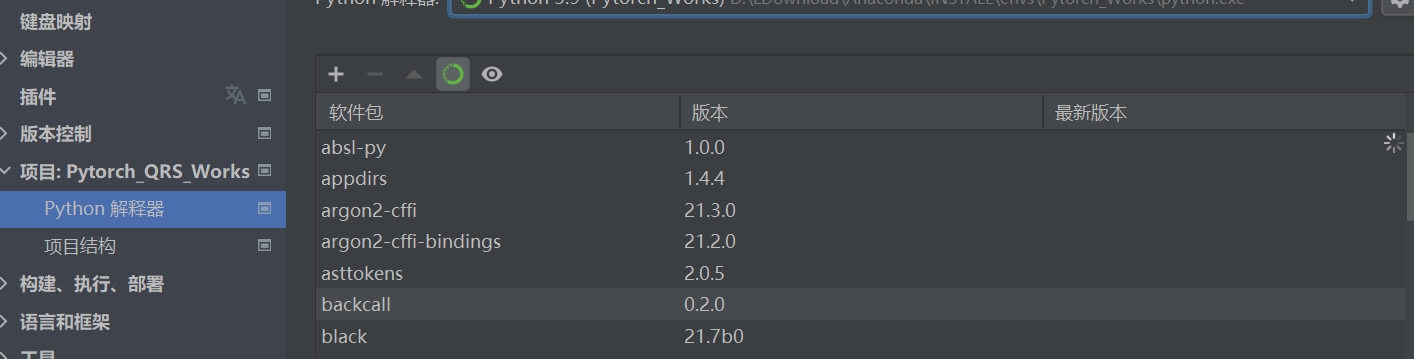 键盘映射
编辑器
插件
版本控制
项目: Pytorch_QRS_Works
Python 解释器
项目结构
构建、执行、部署
语言和框架
工具
Python 解释器: Python 3.9 (Pytorch_Works) D:\LDownload\Anaconda\INSTALL\envs\Pytorch_Works\python.exe
软件包 版本 最新版本
absl-py 1.0.0
appdirs 1.4.4
argon2-cffi 21.3.0
argon2-cffi-bindings 21.2.0
asttokens 2.0.5
backcall 0.2.0
black 21.7b0